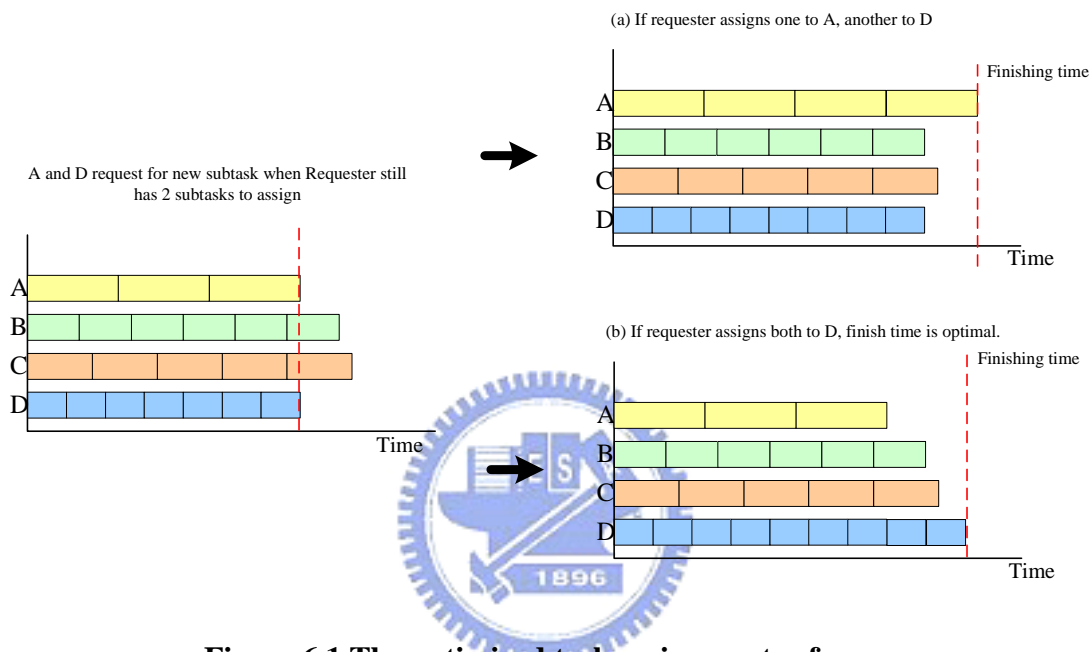 (a) If requester assigns one to A, another to D
Finishing time
A
B
C
D
Time
A and D request for new subtask when Requester still
has 2 subtasks to assign
A
B
C
D
Time
(b) If requester assigns both to D, finish time is optimal.
Finishing time
A
B
C
D
Time
E S
1896